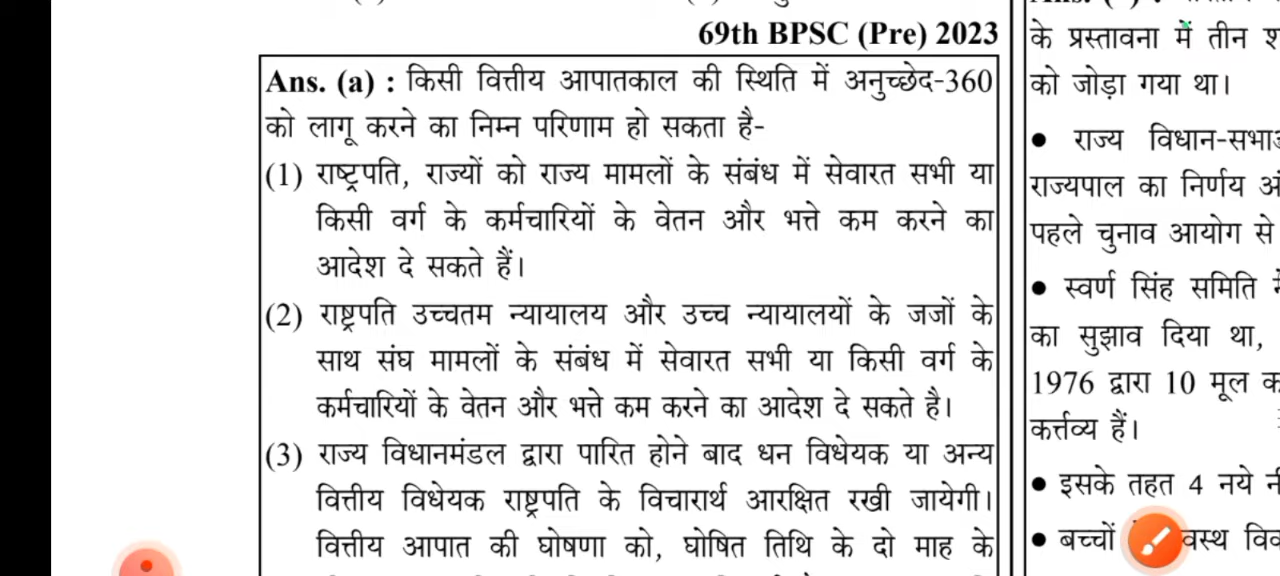 69th BPSC (Pre) 2023
Ans. (a) : किसी वित्तीय आपातकाल की स्थिति में अनुच्छेद-360
को लागू करने का निम्न परिणाम हो सकता है-
(1) राष्ट्रपति, राज्यों को राज्य मामलों के संबंध में सेवारत सभी या
किसी वर्ग के कर्मचारियों के वेतन और भत्ते कम करने का
आदेश दे सकते हैं।
(2) राष्ट्रपति उच्चतम न्यायालय और उच्च न्यायालयों के जजों के
साथ संघ मामलों के संबंध में सेवारत सभी या किसी वर्ग के
कर्मचारियों के वेतन और भत्ते कम करने का आदेश दे सकते है।
(3) राज्य विधानमंडल द्वारा पारित होने बाद धन विधेयक या अन्य
वित्तीय विधेयक राष्ट्रपति के विचारार्थ आरक्षित रखी जायेगी।
वित्तीय आपात की घोषणा को, घोषित तिथि के दो माह के
के प्रस्तावना में तीन
को जोड़ा गया था।
• राज्य विधान-सभाओं
राज्यपाल का निर्णय
पहले चुनाव आयोग से
• स्वर्ण सिंह समिति
का सुझाव दिया था,
1976 द्वारा 10 मूल
कर्त्तव्य हैं।
• इसके तहत 4 नये
• बच्चों